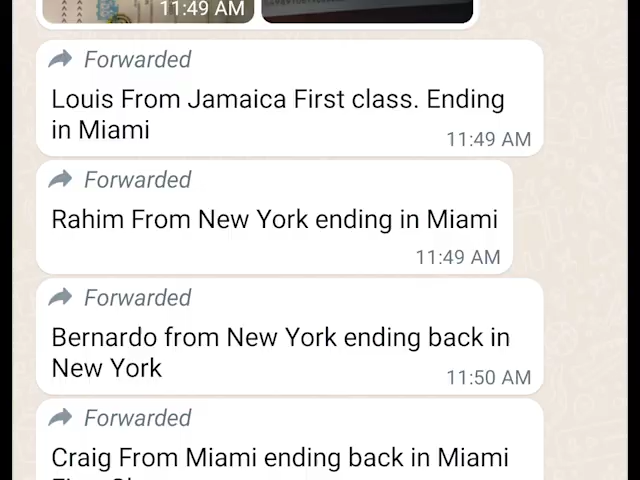 11:49 AM
Forwarded
Louis From Jamaica First class. Ending
in Miami
11:49 AM
Forwarded
Rahim From New York ending in Miami
11:49 AM
Forwarded
Bernardo from New York ending back in
New York
11:50 AM
Forwarded
Craig From Miami ending back in Miami